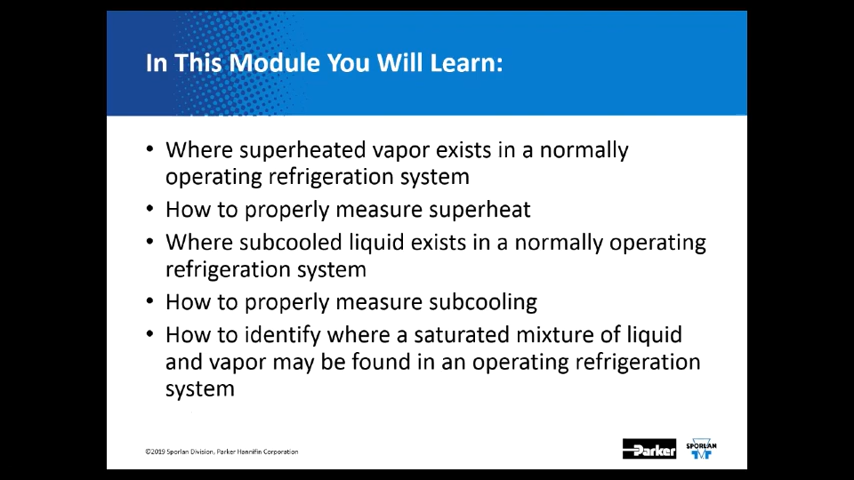 In This Module You Will Learn:
• Where superheated vapor exists in a normally
operating refrigeration system
• How to properly measure superheat
• Where subcooled liquid exists in a normally operating
refrigeration system
• How to properly measure subcooling
• How to identify where a saturated mixture of liquid
and vapor may be found in an operating refrigeration
system
©2019 Sporlan Division, Parker Hannifin Corporation
Parker
SPORLAN